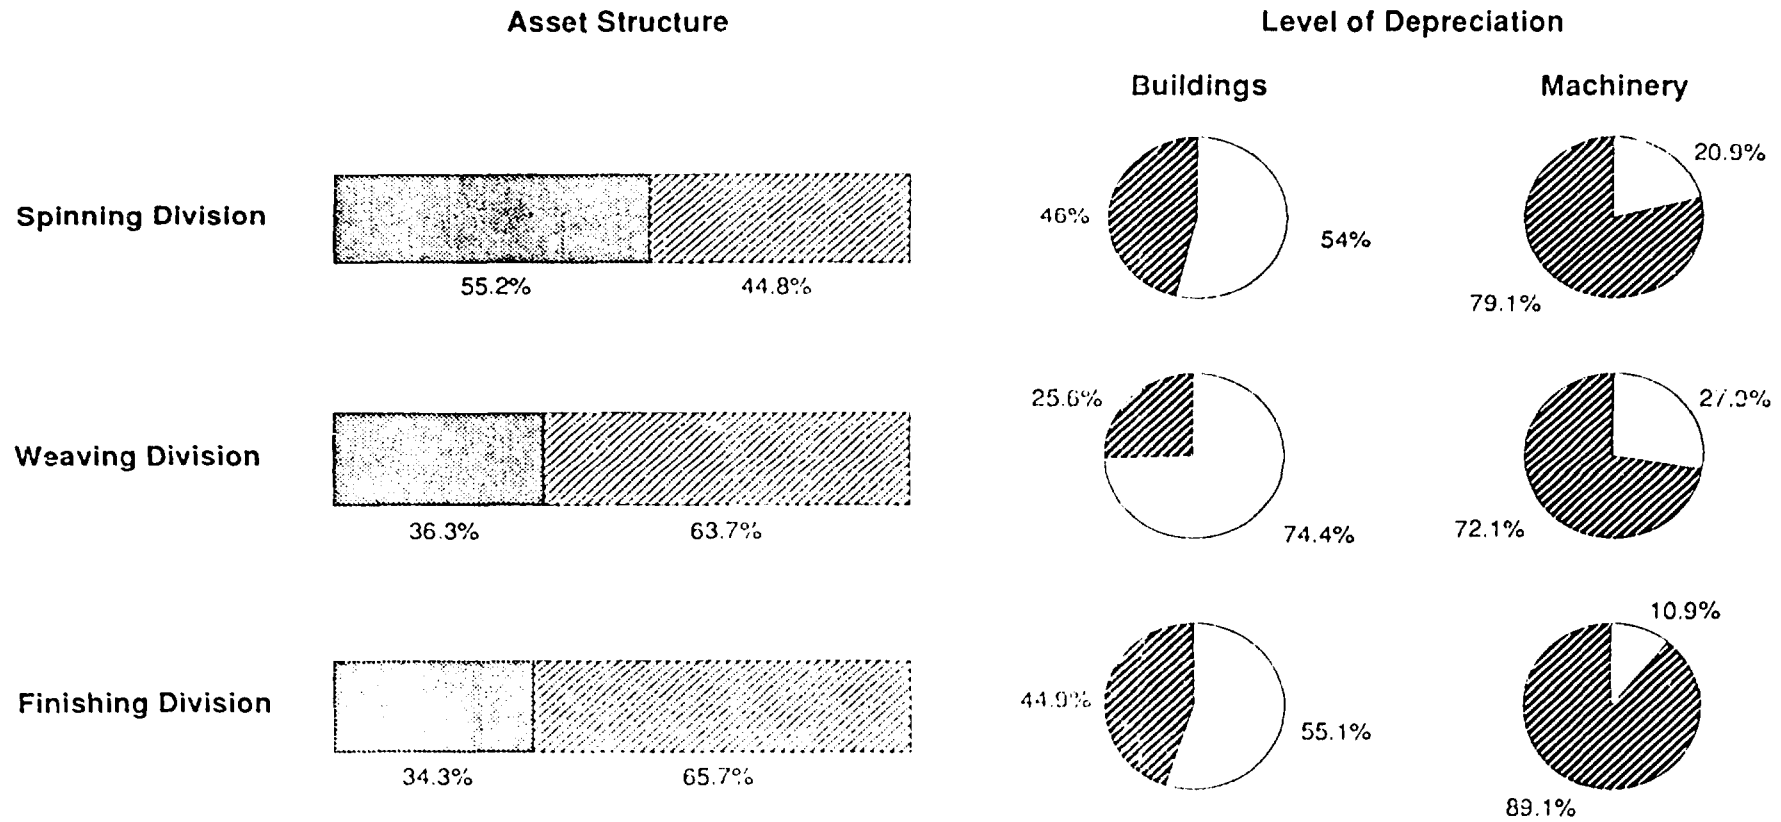 Asset Structure
Level of Depreciation
Buildings
Machinery
Spinning Division
55.2%
44.8%
46%
54%
20.9%
79.1%
Weaving Division
36.3%
63.7%
25.6%
74.4%
72.1%
Finishing Division
34.3%
65.7%
44.9%
55.1%
10.9%
89.1%